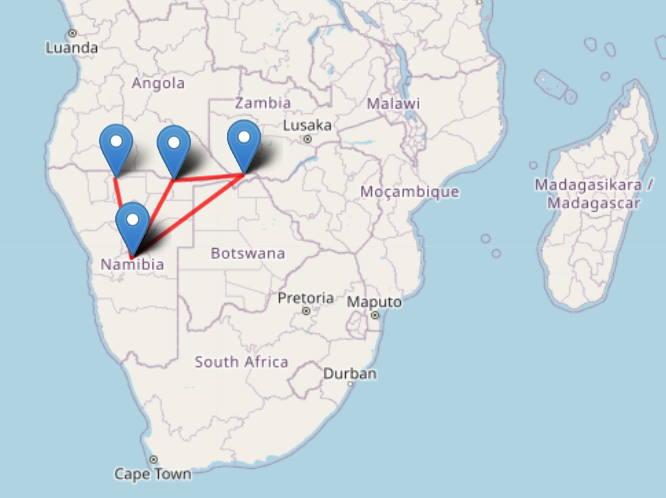 Luanda
Angola
Zambia
Malawi
Lusaka
Moçambique
Madagasikara /
Madagascar
Namibia
Botswana
Pretoria
Maputo
South Africa
Durban
Cape Town